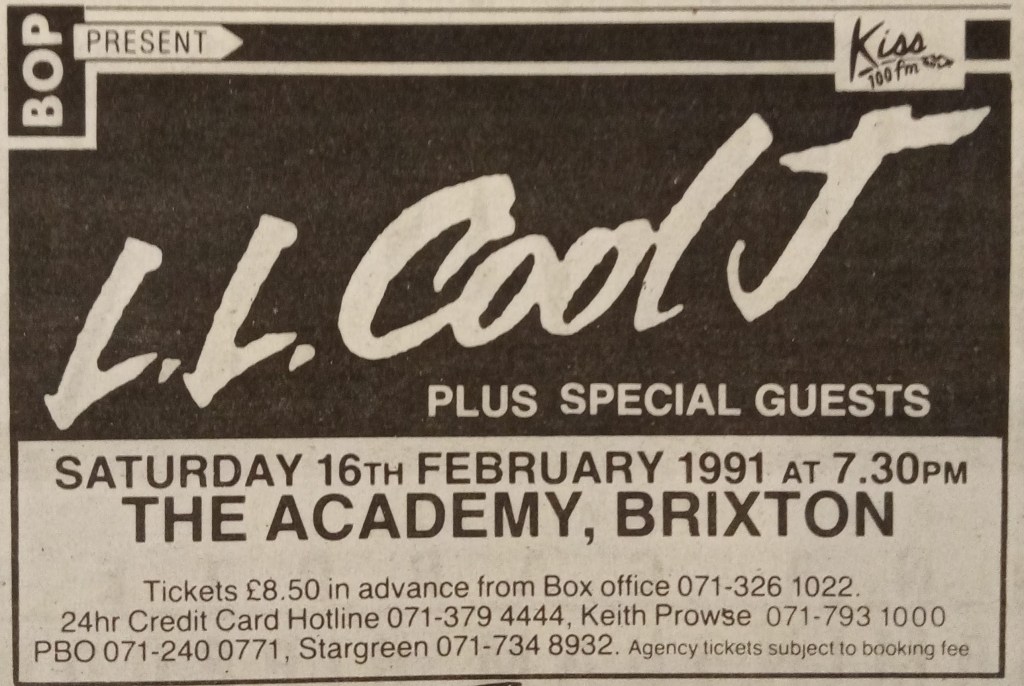 BOP
PRESENT
Kiss
100fm
L.L. Cool J
PLUS SPECIAL GUESTS
SATURDAY 16TH FEBRUARY 1991 AT 7.30PM
THE ACADEMY, BRIXTON
Tickets £8.50 in advance from Box office 071-326 1022.
24hr Credit Card Hotline 071-379 4444, Keith Prowse 071-793 1000
PBO 071-240 0771, Stargreen 071-734 8932. Agency tickets subject to booking fee